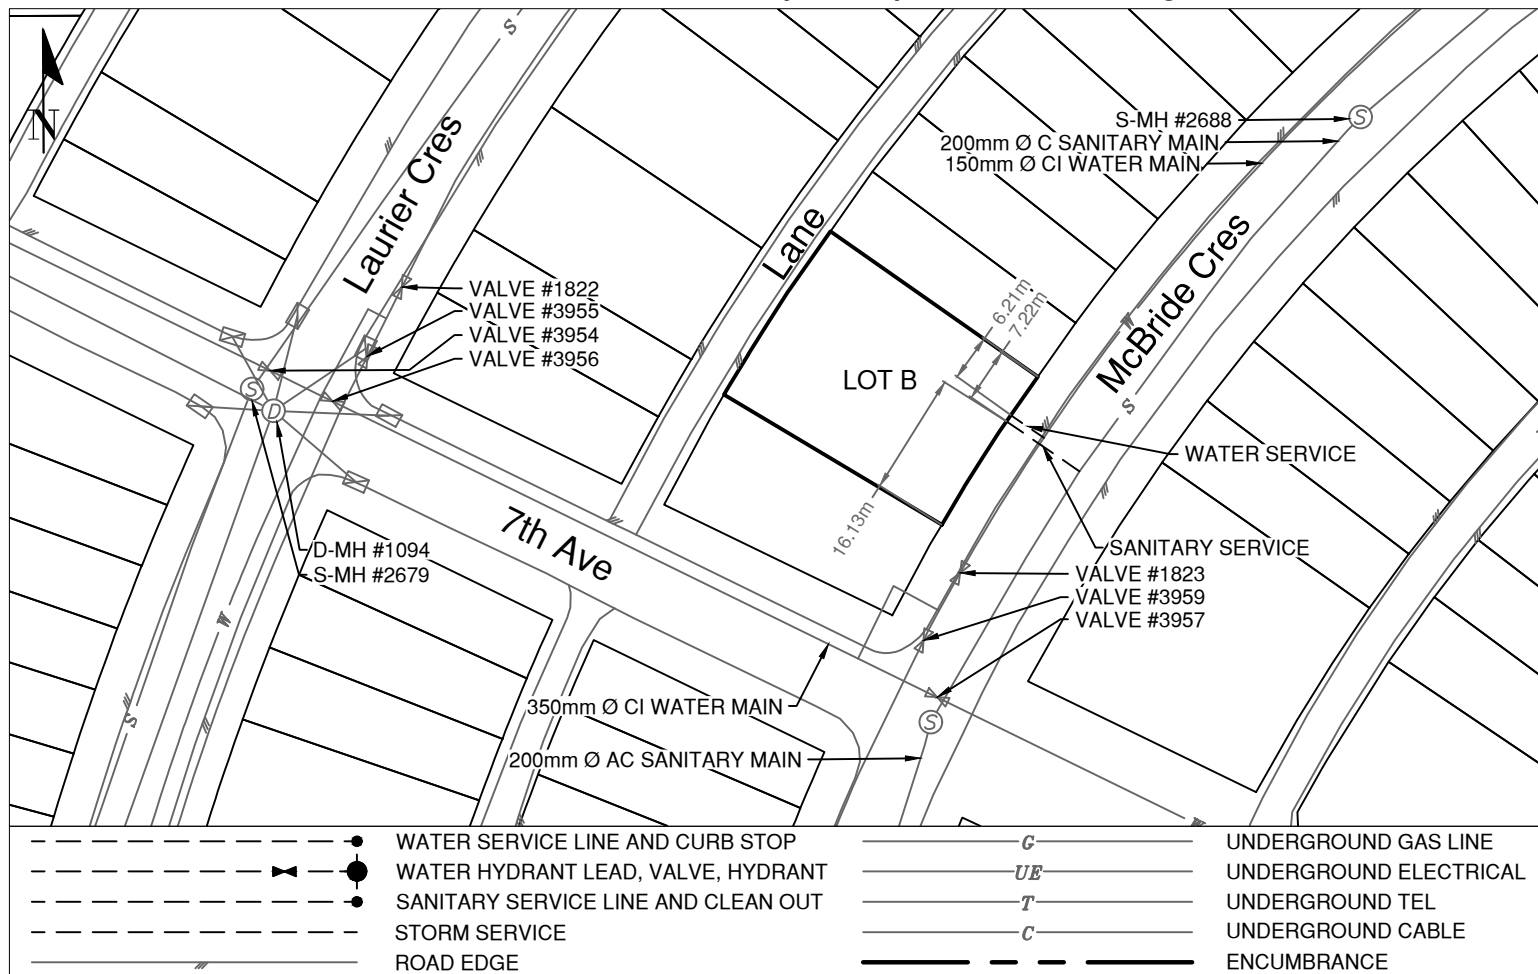 N
Laurier Cres
S
S-MH #2688
200mm Ø C SANITARY MAIN
150mm Ø CI WATER MAIN
S
Lane
McBride Cres
W
S
VALVE #1822
VALVE #3955
VALVE #3954
VALVE #3956
6.21m
7.22m
LOT B
S
D
WATER SERVICE
16.13m
7th Ave
SANITARY SERVICE
D-MH #1094
S-MH #2679
VALVE #1823
VALVE #3959
VALVE #3957
W
S
350mm Ø CI WATER MAIN
S
200mm Ø AC SANITARY MAIN
W
WATER SERVICE LINE AND CURB STOP
WATER HYDRANT LEAD, VALVE, HYDRANT
SANITARY SERVICE LINE AND CLEAN OUT
STORM SERVICE
ROAD EDGE
G UNDERGROUND GAS LINE
UE UNDERGROUND ELECTRICAL
T UNDERGROUND TEL
C UNDERGROUND CABLE
ENCUMBRANCE